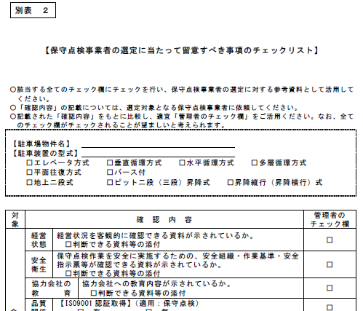 別表 2
【保守点検事業者の選定に当たって留意すべき事項のチェックリスト】
○該当する全てのチェック欄にチェックを行い、保守点検事業者の選定に対する参考資料として活用して
ください。
○「確認内容」の記載については、選定対象となる保守点検事業者に依頼してください。
○記載された「確認内容」をもとに比較し、適宜「管理者のチェック欄」をご活用ください。なお、全て
のチェック欄がチェックされることが望ましいと考えられます。
【駐車場物件名】
【駐車装置の型式】
□エレベータ方式 □垂直循環方式 □水平循環方式 □多層循環方式
□平面往復方式 □バース付
□地上二段式 □ピット二段(三段)昇降式 □昇降縦行(昇降横行)式
対象 確 認 内 容 管理者の
チェック欄
経営
状態 経営状況を客観的に確認できる資料が示されているか。
□判断できる資料等の添付 □
安全
衛生 保守点検作業を安全に実施するための、安全組織・作業基準・安全
指示票等が確認できる資料が示されているか。
□判断できる資料等の添付 □
協力会社の
教 育 協力会社への教育内容が示されているか。
□判断できる資料等の添付 □
品質 【ISO9001認証取得】(適用:保守点検)